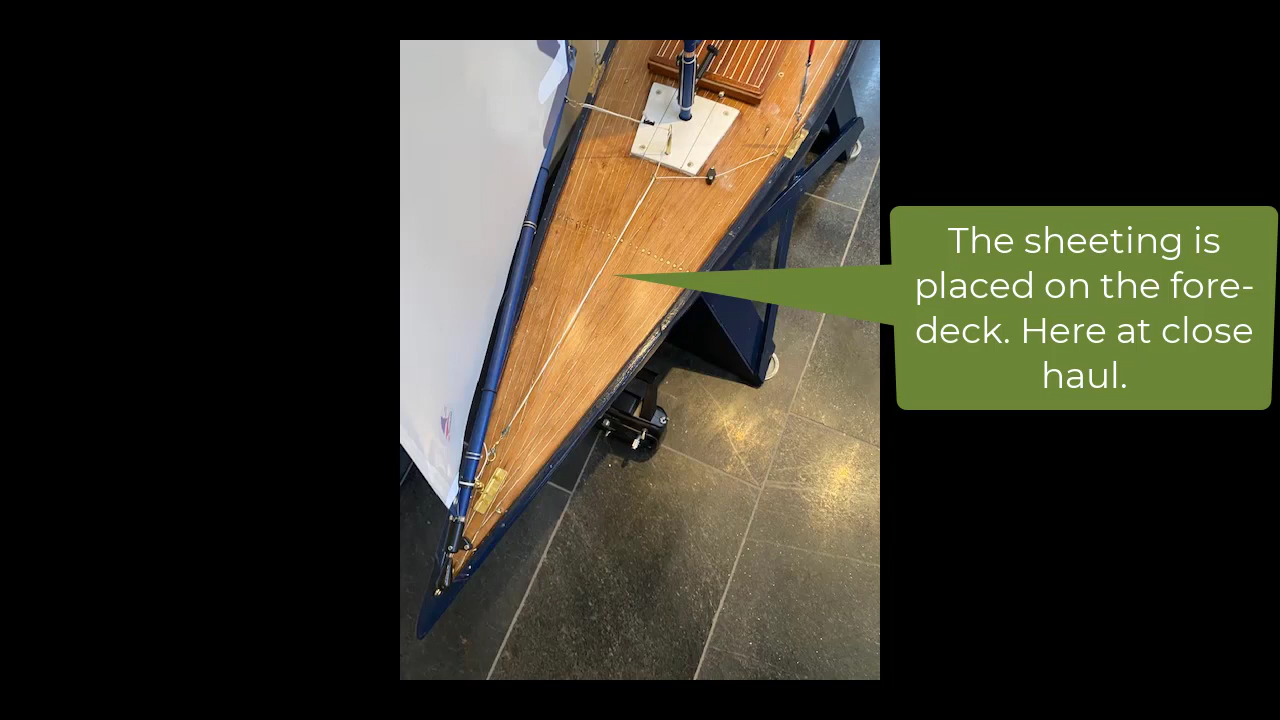 The sheeting is
placed on the fore-
deck. Here at close
haul.